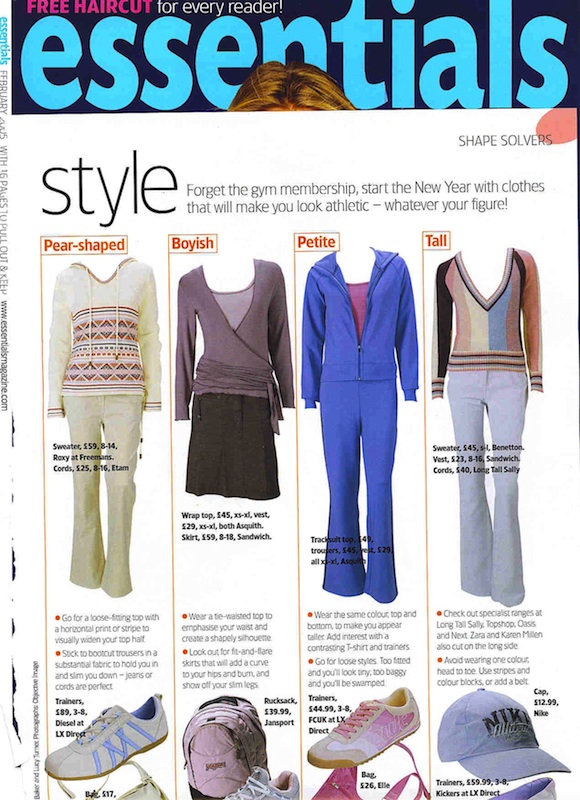 FREE HAIRCUT for every reader!
essentials
essentials FEBRUARY WITH 16 PAGES TO PULL OUT & KEEP www.essentialsmagazine.com
SHAPE SOLVERS
style
Forget the gym membership, start the New Year with clothes
that will make you look athletic – whatever your figure!
Pear-shaped
Sweater, £59, 8-14,
Roxy at Freemans.
Cords, £25, 8-16, Etam
• Go for a loose-fitting top with
a horizontal print or stripe to
visually widen your top half.
• Stick to bootcut trousers in a
substantial fabric to hold you in
and slim you down – jeans or
cords are perfect
Trainers,
£89, 3-8,
Diesel at
LX Direct
Bag, £17,
Boyish
Wrap top, £45, xs-xl, vest,
£29, xs-xl, both Asquith.
Skirt, £59, 8-18, Sandwich.
• Wear a tie-waisted top to
emphasise your waist and
create a shapely silhouette.
• Look out for fit-and-flare
skirts that will add a curve
to your hips and bum, and
show off your slim legs.
Rucksack,
£39.99,
Jansport
Petite
Tracksuit top, £49,
trousers, £45, vest, £29,
all xs-xl, Asquith
• Wear the same colour, top and
bottom, to make you appear
taller. Add interest with a
contrasting T-shirt and trainers.
• Go for loose styles. Too fitted
and you'll look tiny, too baggy
and you'll be swamped.
Trainers,
£44.99, 3-8,
FCUK at LX
Direct
Bag,
£26, Elle
Tall
Sweater, £45, s-l, Benetton.
Vest, £23, 8-16, Sandwich.
Cords, £40, Long Tall Sally
• Check out specialist ranges at
Long Tall Sally, Topshop, Oasis
and Next. Zara and Karen Millen
also cut on the long side.
• Avoid wearing one colour,
head to toe. Use stripes and
colour blocks, or add a belt.
Cap,
£12.99,
Nike
NIKE
Trainers, £59.99, 3-8,
Kickers at LX Direct
Baker and Lucy Turner. Photographs: Objective Image